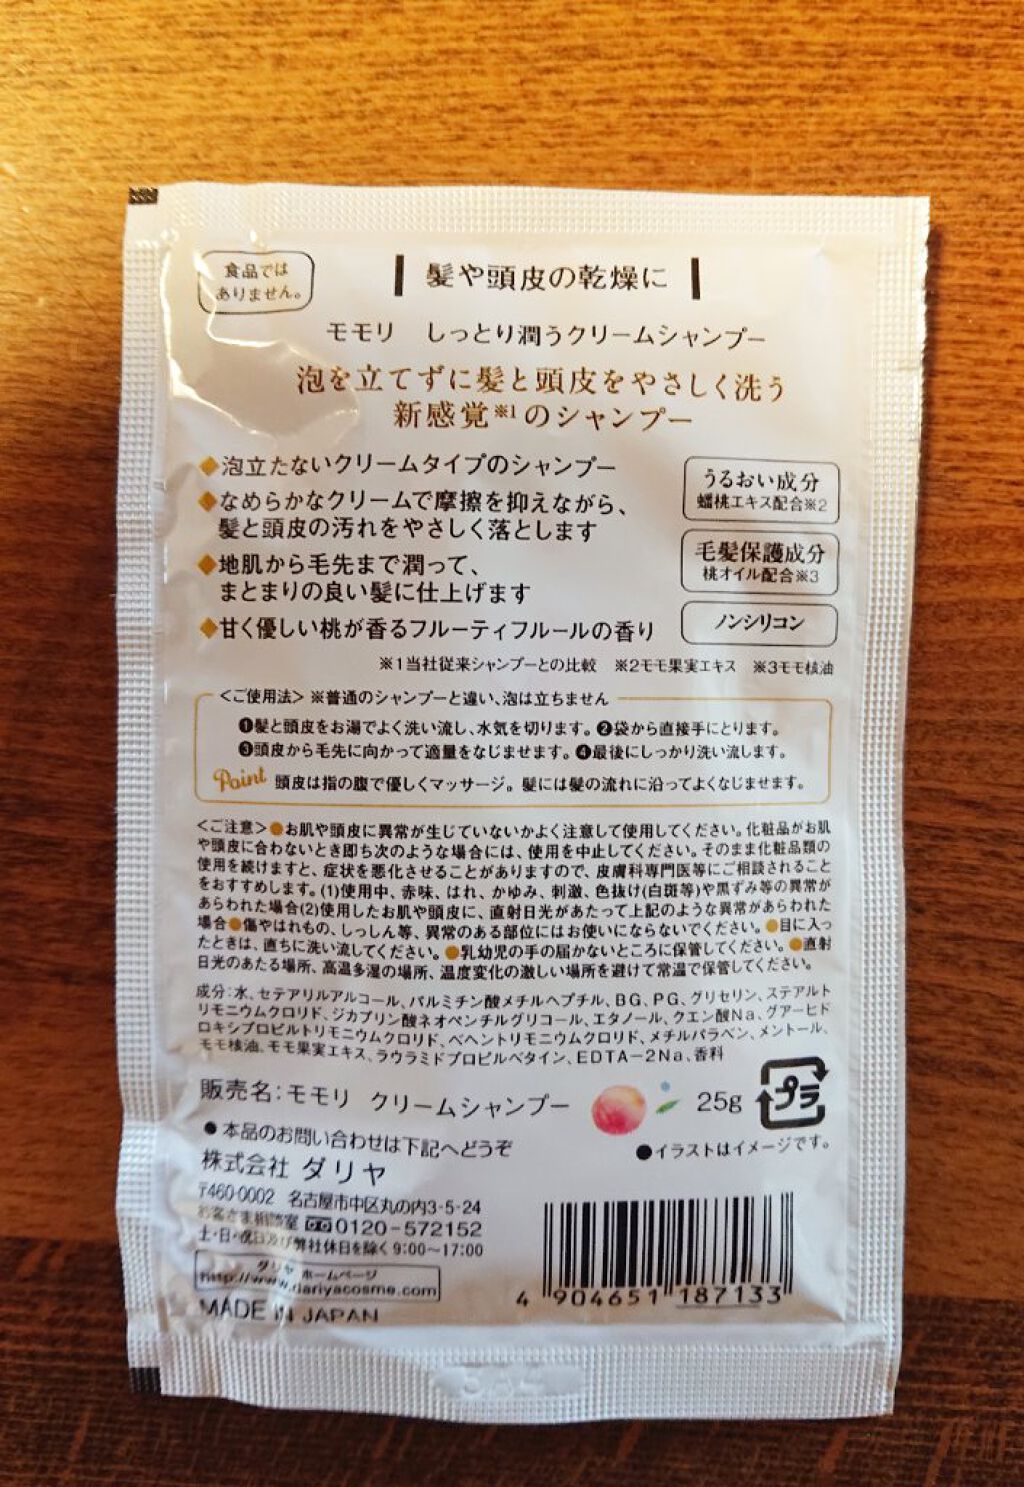 食品では
ありません。
髪や頭皮の乾燥に
モモリ しっとり潤うクリームシャンプー
泡を立てずに髪と頭皮をやさしく洗う
新感覚※1のシャンプー
◆泡立たないクリームタイプのシャンプー
◆なめらかなクリームで摩擦を抑えながら、
髪と頭皮の汚れをやさしく落とします
◆地肌から毛先まで潤って、
まとまりの良い髪に仕上げます
◆甘く優しい桃が香るフルーティフルールの香り
うるおい成分
蟠桃エキス配合※2
毛髪保護成分
桃オイル配合※3
ノンシリコン
※1当社従来シャンプーとの比較 ※2モモ果実エキス ※3モモ核油
<ご使用法>※普通のシャンプーと違い、泡は立ちません
❶髪と頭皮をお湯でよく洗い流し、水気を切ります。❷袋から直接手にとります。
❸頭皮から毛先に向かって適量をなじませます。❹最後にしっかり洗い流します。
Point 頭皮は指の腹で優しくマッサージ。髪には髪の流れに沿ってよくなじませます。
<ご注意>●お肌や頭皮に異常が生じていないかよく注意して使用してください。化粧品がお肌
や頭皮に合わないとき即ち次のような場合には、使用を中止してください。そのまま化粧品類の
使用を続けますと、症状を悪化させることがありますので、皮膚科専門医等にご相談されること
をおすすめします。(1)使用中、赤味、はれ、かゆみ、刺激、色抜け(白斑等)や黒ずみ等の異常が
あらわれた場合(2)使用したお肌や頭皮に、直射日光があたって上記のような異常があらわれた
場合●傷やはれもの、しっしん等、異常のある部位にはお使いにならないでください。●目に入っ
たときは、直ちに洗い流してください。●乳幼児の手の届かないところに保管してください。●直射
日光のあたる場所、高温多湿の場所、温度変化の激しい場所を避けて常温で保管してください。
成分:水、セテアリルアルコール、パルミチン酸メチルヘプチル、BG、PG、グリセリン、ステアルト
リモニウムクロリド、ジカプリン酸ネオペンチルグリコール、エタノール、クエン酸Na、グアーヒド
ロキシプロピルトリモニウムクロリド、ベヘントリモニウムクロリド、メチルパラベン、メントール、
モモ核油、モモ果実エキス、ラウラミドプロピルベタイン、EDTA-2Na、香料
販売名:モモリ クリームシャンプー
25g
プラ
●本品のお問い合わせは下記へどうぞ
●イラストはイメージです。
株式会社 ダリヤ
〒460-0002 名古屋市中区丸の内3-5-24
お客さま相談室 0120-572152
土・日・祝日及び弊社休日を除く 9:00〜17:00
ダリヤ ホームページ
http://www.dariyacosme.com
MADE IN JAPAN
4 904651 187133